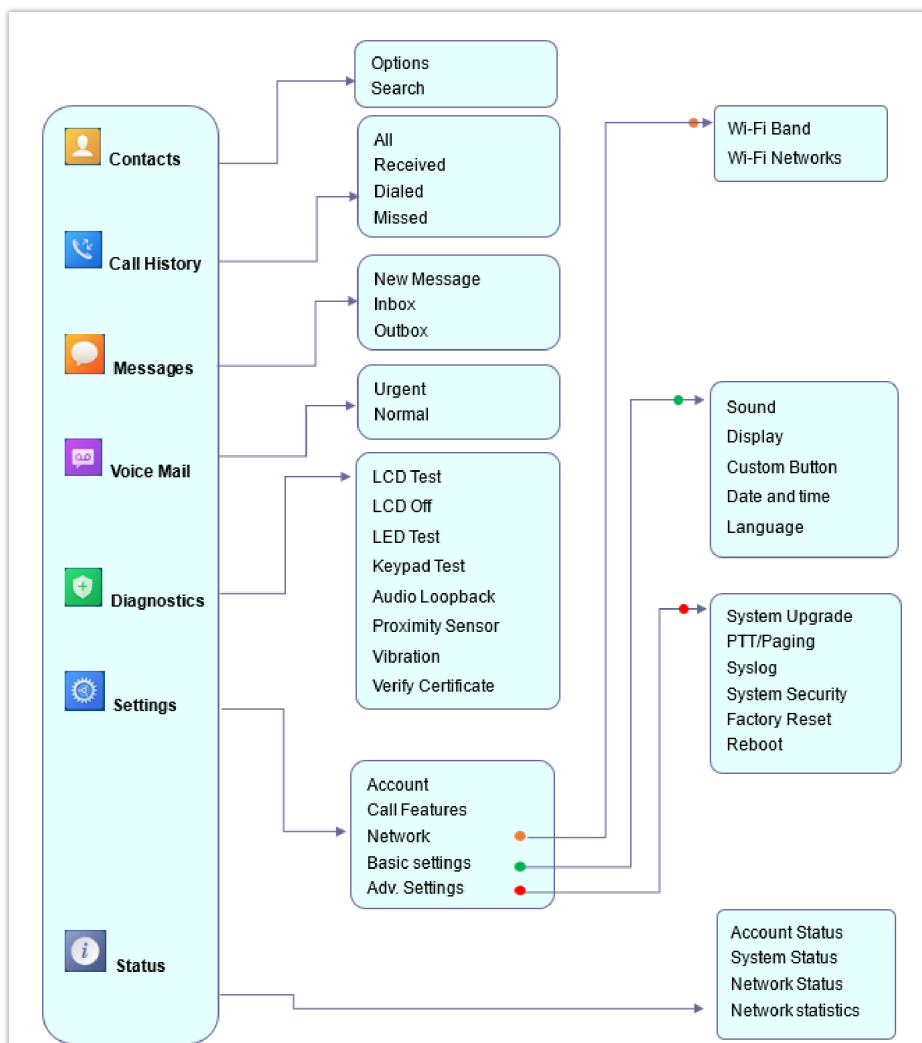 Contacts
Call History
Messages
Voice Mail
Diagnostics
Settings
Status
Options
Search
All
Received
Dialed
Missed
New Message
Inbox
Outbox
Urgent
Normal
LCD Test
LCD Off
LED Test
Keypad Test
Audio Loopback
Proximity Sensor
Vibration
Verify Certificate
Account
Call Features
Network
Basic settings
Adv. Settings
Wi-Fi Band
Wi-Fi Networks
Sound
Display
Custom Button
Date and time
Language
System Upgrade
PTT/Paging
Syslog
System Security
Factory Reset
Reboot
Account Status
System Status
Network Status
Network statistics